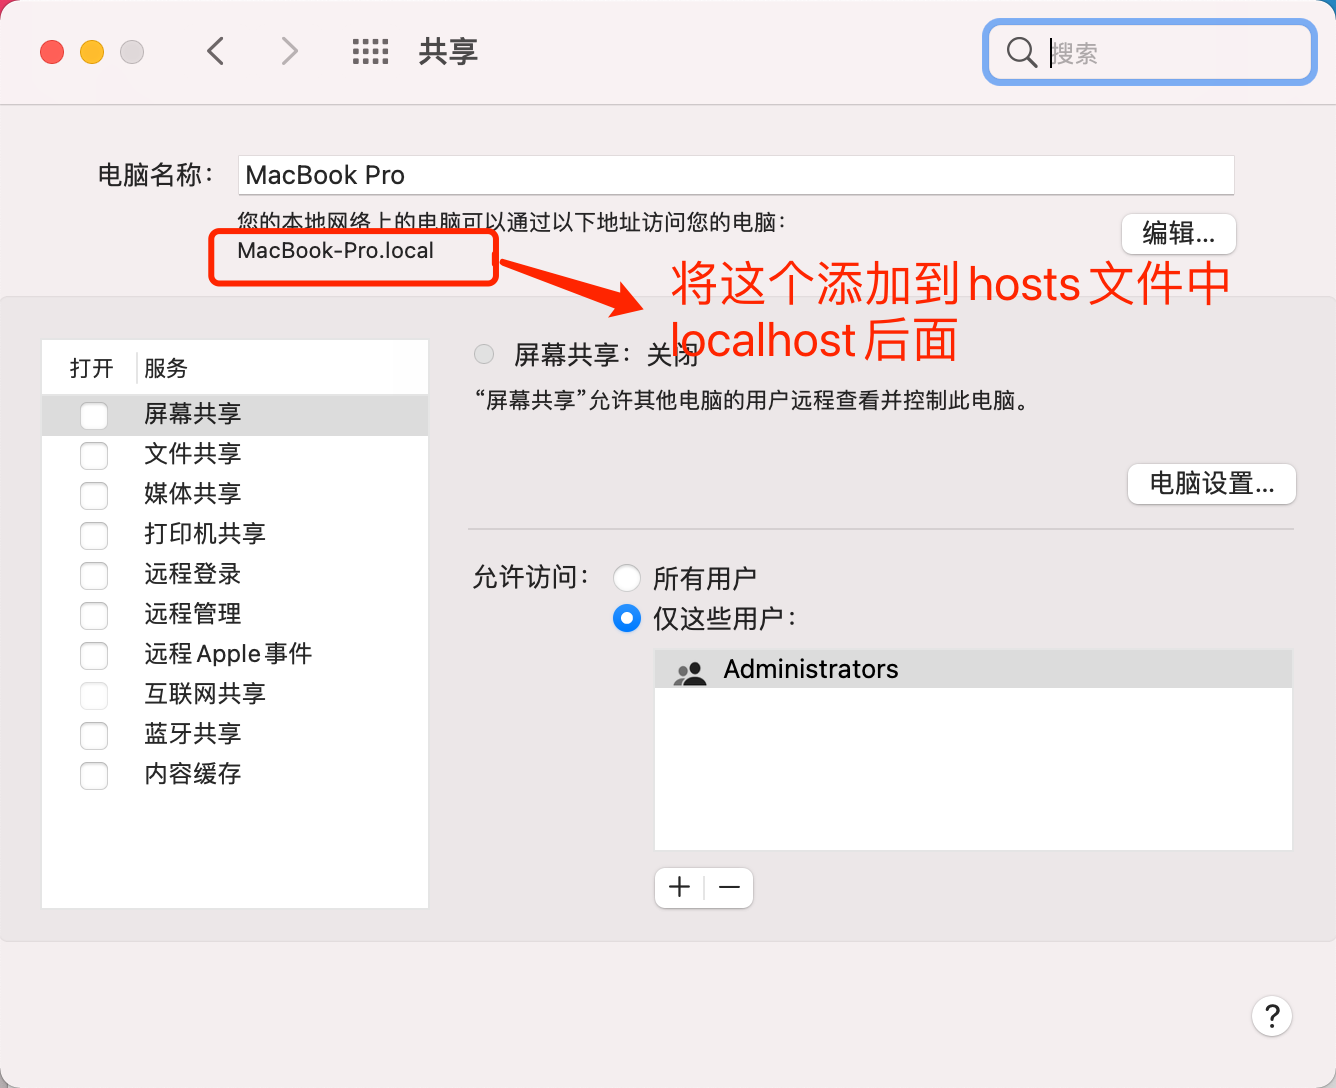 共享
搜索
电脑名称：
MacBook Pro
您的本地网络上的电脑可以通过以下地址访问您的电脑：
MacBook-Pro.local
编辑...
将这个添加到hosts文件中
localhost后面
打开
服务
屏幕共享
文件共享
媒体共享
打印机共享
远程登录
远程管理
远程Apple事件
互联网共享
蓝牙共享
内容缓存
屏幕共享：关闭
“屏幕共享”允许其他电脑的用户远程查看并控制此电脑。
电脑设置...
允许访问：
所有用户
仅这些用户：
Administrators
+
—
?